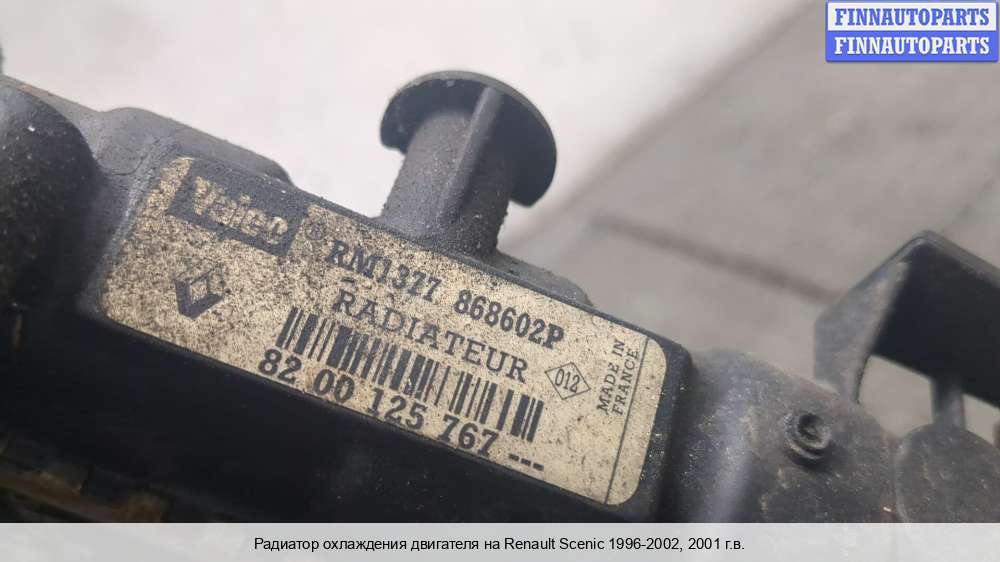 FINNAUTOPARTS
FINNAUTOPARTS
Valeo
RM1327 868602P
RADIATEUR
012
MADE IN
FRANCE
82 00 125 767 ---
Радиатор охлаждения двигателя на Renault Scenic 1996-2002, 2001 г.в.